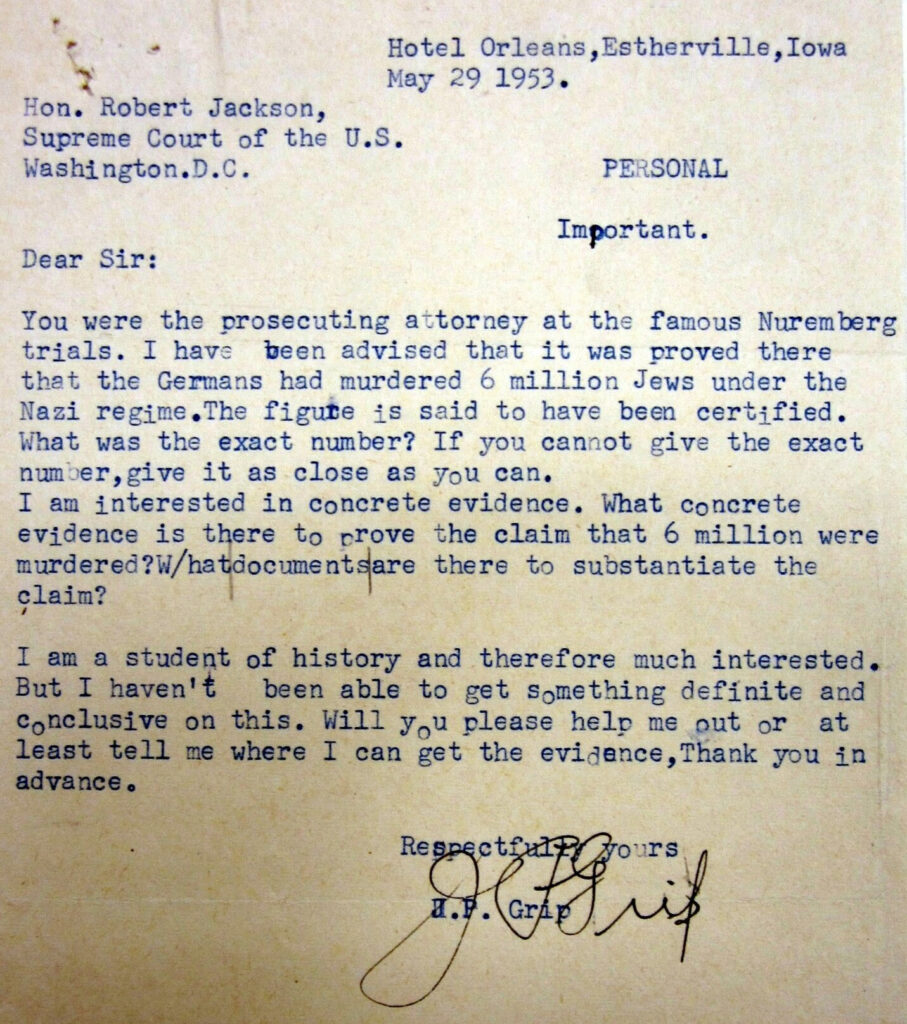 Hotel Orleans,Estherville,Iowa
May 29 1953.
Hon. Robert Jackson,
Supreme Court of the U.S.
Washington.D.C.
PERSONAL
Important.
Dear Sir:
You were the prosecuting attorney at the famous Nuremberg
trials. I have been advised that it was proved there
that the Germans had murdered 6 million Jews under the
Nazi regime.The figure is said to have been certified.
What was the exact number? If you cannot give the exact
number,give it as close as you can.
I am interested in concrete evidence. What concrete
evidence is there to prove the claim that 6 million were
murdered?W/hat|documents|are there to substantiate the
claim?
I am a student of history and therefore much interested.
But I haven't been able to get something definite and
conclusive on this. Will you please help me out or at
least tell me where I can get the evidence,Thank you in
advance.
Respectfully yours
P. Grip
Grip